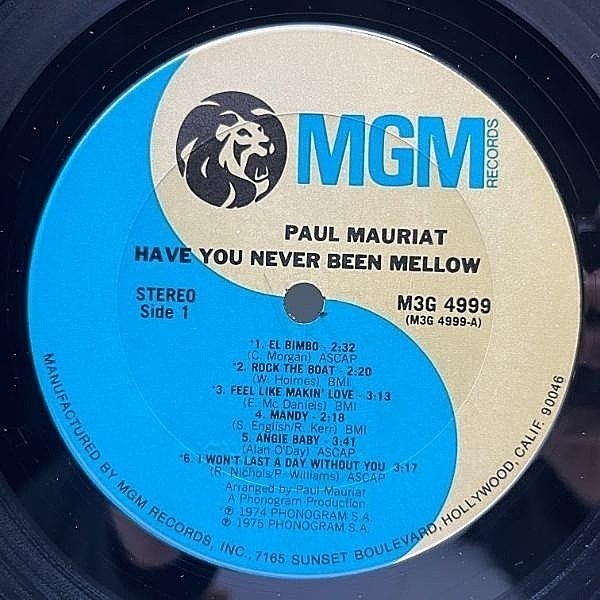 MGM
RECORDS
PAUL MAURIAT
HAVE YOU NEVER BEEN MELLOW
STEREO
Side 1
M3G 4999
(M3G 4999-A)
*1. EL BIMBO - 2:32
(C. Morgan) ASCAP
*2. ROCK THE BOAT - 2:20
(W. Holmes) BMI
*3. FEEL LIKE MAKIN' LOVE - 3:13
(E. Mc Daniels) BMI
4. MANDY - 2:18
(S. English/R. Kerr) BMI
5. ANGIE BABY - 3:41
(Alan O'Day) ASCAP
*6. I WON'T LAST A DAY WITHOUT YOU 3:17
(R. Nichols/P. Williams) ASCAP
Arranged by Paul Mauriat
A Phonogram Production
*℗ 1974 PHONOGRAM S.A.
℗ 1975 PHONOGRAM S.A.
MANUFACTURED BY MGM RECORDS, INC., 7165 SUNSET BOULEVARD, HOLLYWOOD, CALIF. 90046